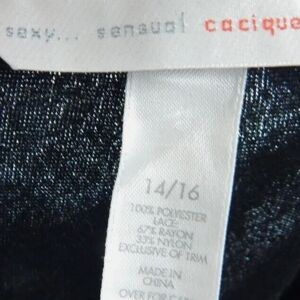 sexy... sensual cacique
14/16
100% POLYESTER
LACE:
67% RAYON
33% NYLON
EXCLUSIVE OF TRIM
MADE IN
CHINA
OVER FOR